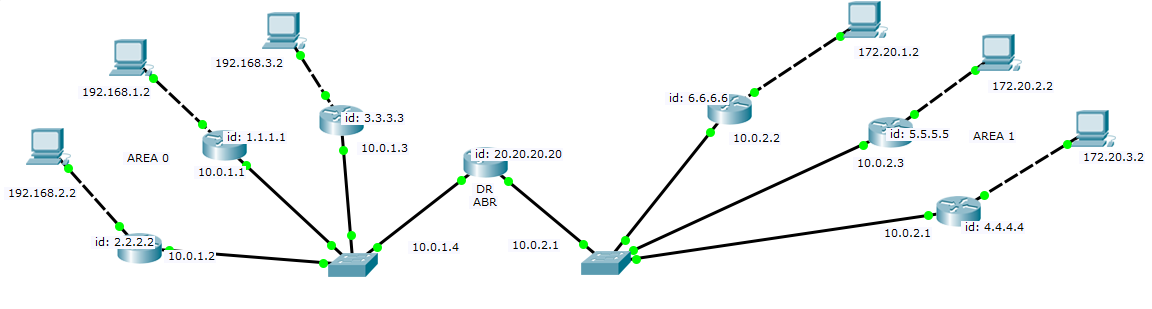 192.168.3.2
192.168.1.2
id: 3.3.3.3
id: 1.1.1.1
AREA 0
10.0.1.3
10.0.1.1
192.168.2.2
id: 2.2.2.2
10.0.1.2
id: 20.20.20.20
DR
ABR
10.0.1.4
10.0.2.1
172.20.1.2
172.20.2.2
id: 6.6.6.6
10.0.2.2
id: 5.5.5.5
AREA 1
10.0.2.3
172.20.3.2
10.0.2.1
id: 4.4.4.4